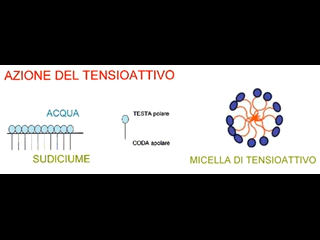 AZIONE DEL TENSIOATTIVO
ACQUA
SUDICIUME
TESTA polare
CODA apolare
MICELLA DI TENSIOATTIVO